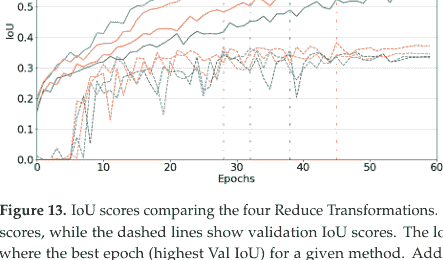 0.5
IoU
0.4
0.3
0.2
0.1
0.0
0 10 20 30 40 50 60
Epochs
Figure 13. IoU scores comparing the four Reduce Transformations.
scores, while the dashed lines show validation IoU scores. The
where the best epoch (highest Val IoU) for a given method. Add